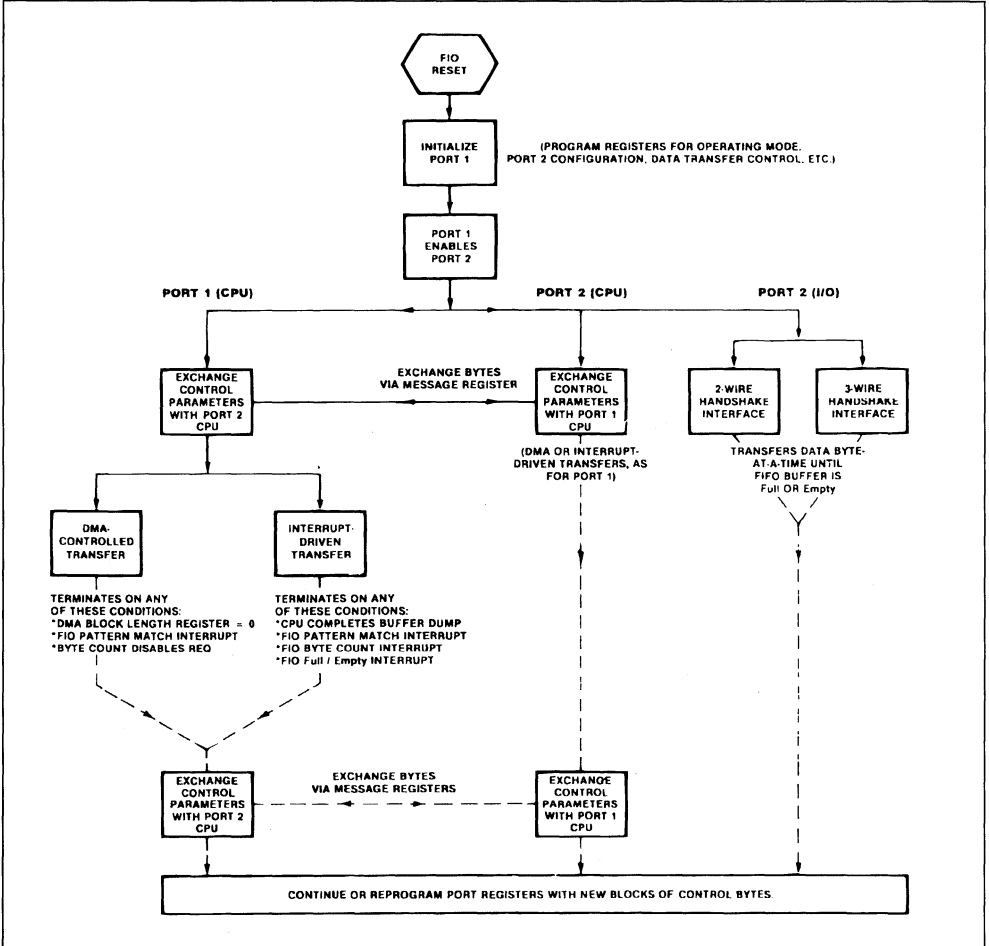 FIO
RESET
INITIALIZE
PORT 1
(PROGRAM REGISTERS FOR OPERATING MODE,
PORT 2 CONFIGURATION, DATA TRANSFER CONTROL, ETC.)
PORT 1
ENABLES
PORT 2
PORT 1 (CPU)
PORT 2 (CPU)
PORT 2 (I/O)
EXCHANGE
CONTROL
PARAMETERS
WITH PORT 2
CPU
EXCHANGE BYTES
VIA MESSAGE REGISTER
EXCHANGE
CONTROL
PARAMETERS
WITH PORT 1
CPU
2-WIRE
HANDSHAKE
INTERFACE
3-WIRE
HANDSHAKE
INTERFACE
(DMA OR INTERRUPT-
DRIVEN TRANSFERS, AS
FOR PORT 1)
TRANSFERS DATA BYTE-
AT-A-TIME UNTIL
FIFO BUFFER IS
Full OR Empty
DMA-
CONTROLLED
TRANSFER
INTERRUPT-
DRIVEN
TRANSFER
TERMINATES ON ANY
OF THESE CONDITIONS:
*DMA BLOCK LENGTH REGISTER = 0
*FIO PATTERN MATCH INTERRUPT
*BYTE COUNT DISABLES REQ
TERMINATES ON ANY
OF THESE CONDITIONS:
*CPU COMPLETES BUFFER DUMP
*FIO PATTERN MATCH INTERRUPT
*FIO BYTE COUNT INTERRUPT
*FIO Full / Empty INTERRUPT
EXCHANGE
CONTROL
PARAMETERS
WITH PORT 2
CPU
EXCHANGE BYTES
VIA MESSAGE REGISTERS
EXCHANGE
CONTROL
PARAMETERS
WITH PORT 1
CPU
CONTINUE OR REPROGRAM PORT REGISTERS WITH NEW BLOCKS OF CONTROL BYTES.